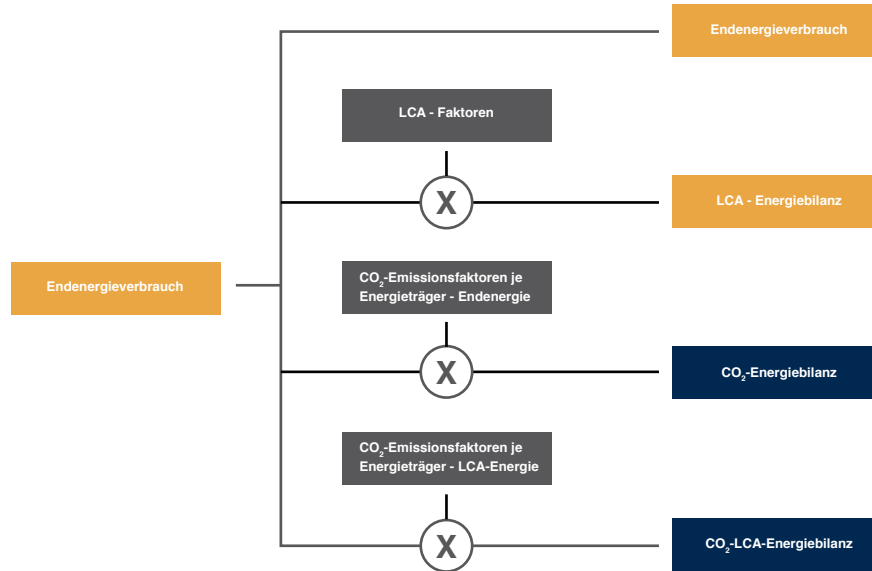 Endenergieverbrauch
LCA - Faktoren
X
LCA - Energiebilanz
Endenergieverbrauch
CO₂-Emissionsfaktoren je
Energieträger - Endenergie
X
CO₂-Energiebilanz
CO₂-Emissionsfaktoren je
Energieträger - LCA-Energie
X
CO₂-LCA-Energiebilanz